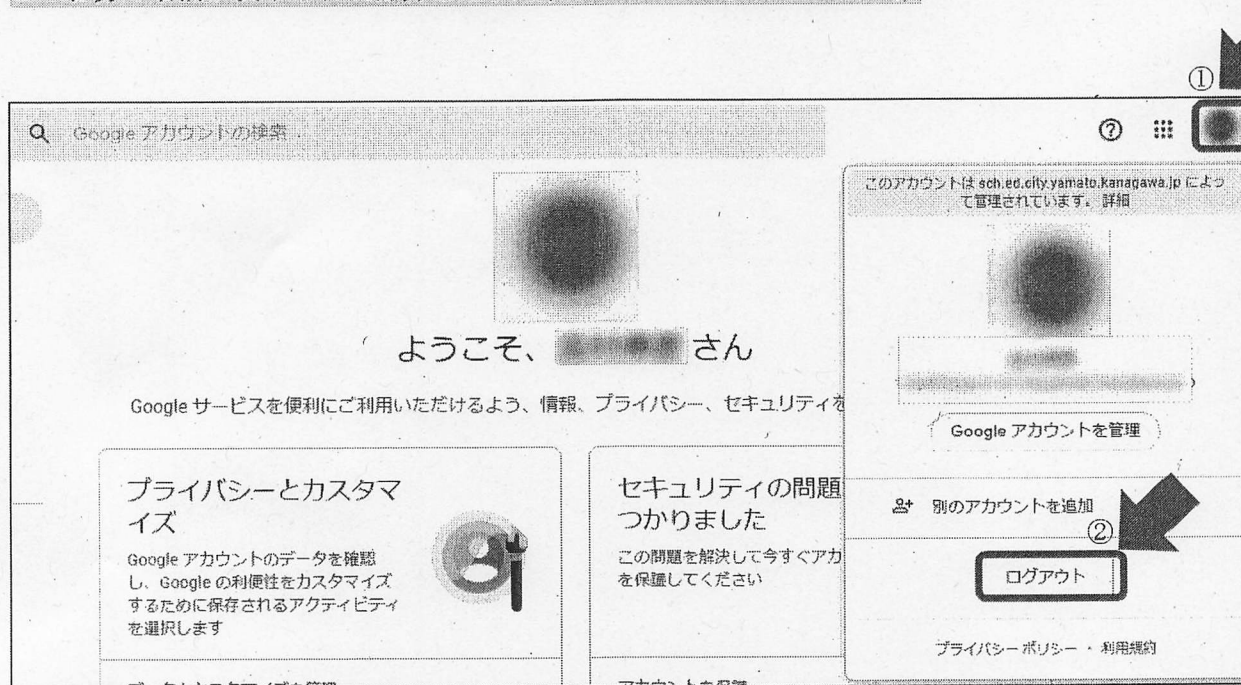 ①
Google アカウントの検索
このアカウントは sch.ed.city.yamato.kanagawa.jp によっ
て管理されています。 詳細
ようこそ、
さん
Google サービスを便利にご利用いただけるよう、情報、プライバシー、セキュリティを
Google アカウントを管理
プライバシーとカスタマ
イズ
Google アカウントのデータを確認
し、Google の利便性をカスタマイズ
するために保存されるアクティビティ
を選択します
セキュリティの問題
つかりました
この問題を解決して今すぐアカ
を保護してください
別のアカウントを追加
②
ログアウト
プライバシー ポリシー ・ 利用規約